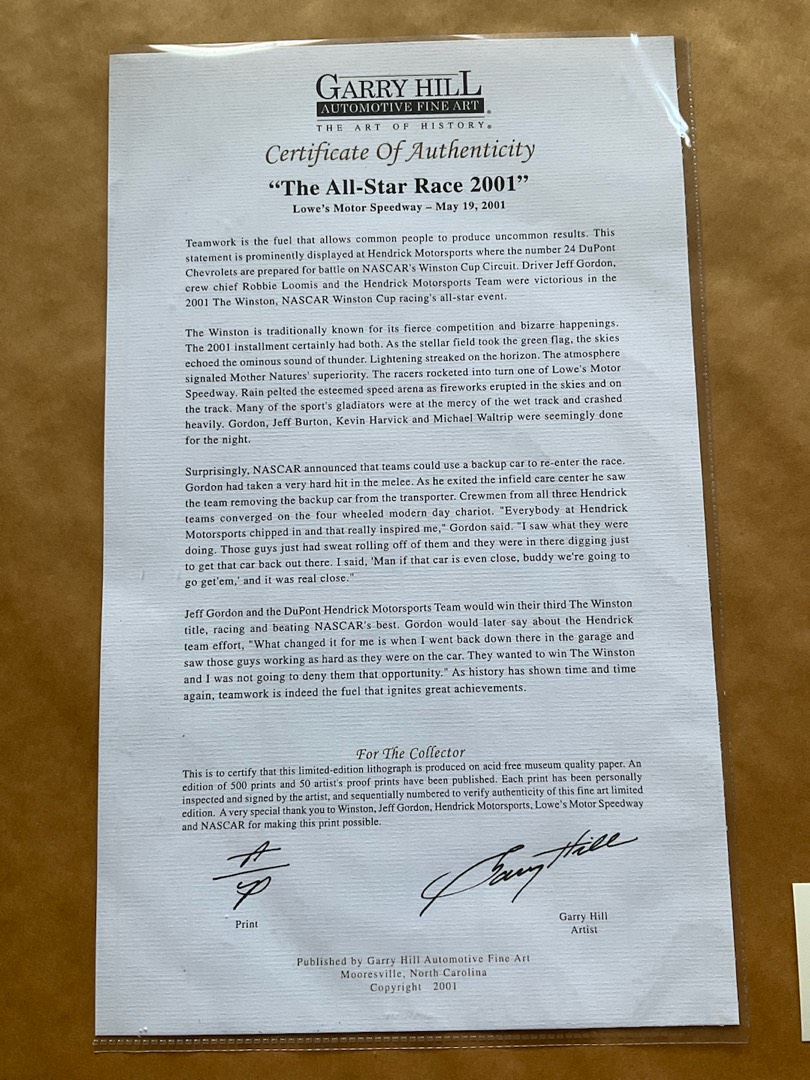 GARRY HILL
AUTOMOTIVE FINE ART®
THE ART OF HISTORY®
Certificate Of Authenticity
“The All-Star Race 2001”
Lowe's Motor Speedway – May 19, 2001
Teamwork is the fuel that allows common people to produce uncommon results. This
statement is prominently displayed at Hendrick Motorsports where the number 24 DuPont
Chevrolets are prepared for battle on NASCAR's Winston Cup Circuit. Driver Jeff Gordon,
crew chief Robbie Loomis and the Hendrick Motorsports Team were victorious in the
2001 The Winston, NASCAR Winston Cup racing's all-star event.
The Winston is traditionally known for its fierce competition and bizarre happenings.
The 2001 installment certainly had both. As the stellar field took the green flag, the skies
echoed the ominous sound of thunder. Lightening streaked on the horizon. The atmosphere
signaled Mother Natures' superiority. The racers rocketed into turn one of Lowe's Motor
Speedway. Rain pelted the esteemed speed arena as fireworks erupted in the skies and on
the track. Many of the sport's gladiators were at the mercy of the wet track and crashed
heavily. Gordon, Jeff Burton, Kevin Harvick and Michael Waltrip were seemingly done
for the night.
Surprisingly, NASCAR announced that teams could use a backup car to re-enter the race.
Gordon had taken a very hard hit in the melee. As he exited the infield care center he saw
the team removing the backup car from the transporter. Crewmen from all three Hendrick
teams converged on the four wheeled modern day chariot. "Everybody at Hendrick
Motorsports chipped in and that really inspired me," Gordon said. "I saw what they were
doing. Those guys just had sweat rolling off of them and they were in there digging just
to get that car back out there. I said, 'Man if that car is even close, buddy we're going to
go get'em,' and it was real close."
Jeff Gordon and the DuPont Hendrick Motorsports Team would win their third The Winston
title, racing and beating NASCAR's best. Gordon would later say about the Hendrick
team effort, "What changed it for me is when I went back down there in the garage and
saw those guys working as hard as they were on the car. They wanted to win The Winston
and I was not going to deny them that opportunity." As history has shown time and time
again, teamwork is indeed the fuel that ignites great achievements.
For The Collector
This is to certify that this limited-edition lithograph is produced on acid free museum quality paper. An
edition of 500 prints and 50 artist's proof prints have been published. Each print has been personally
inspected and signed by the artist, and sequentially numbered to verify authenticity of this fine art limited
edition. A very special thank you to Winston, Jeff Gordon, Hendrick Motorsports, Lowe's Motor Speedway
and NASCAR for making this print possible.
A/P
Garry Hill
Print
Garry Hill
Artist
Published by Garry Hill Automotive Fine Art
Mooresville, North Carolina
Copyright 2001